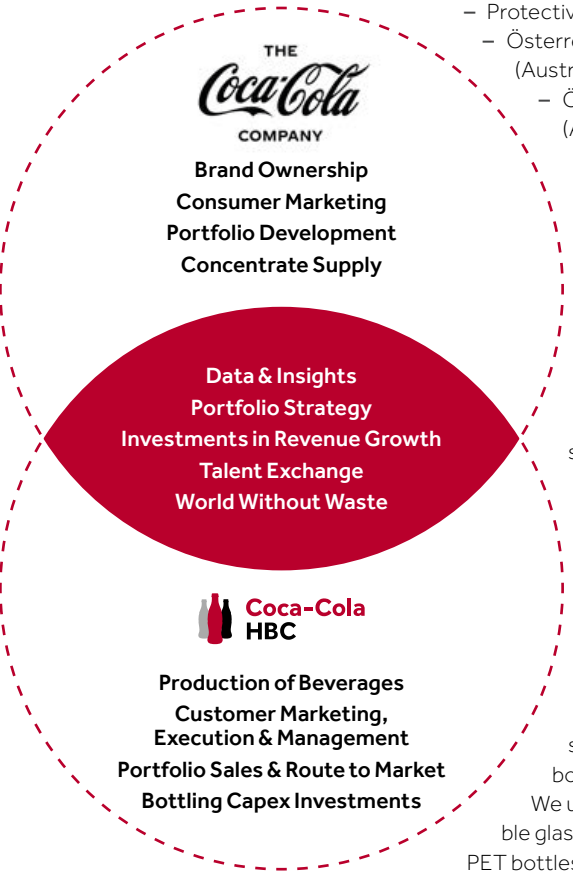 – Protectiv
– Österre
(Austr
– Ö
(A
THE
Coca-Cola
COMPANY
Brand Ownership
Consumer Marketing
Portfolio Development
Concentrate Supply
Data & Insights
Portfolio Strategy
Investments in Revenue Growth
Talent Exchange
World Without Waste
s
Coca-Cola
HBC
Production of Beverages
Customer Marketing,
Execution & Management
Portfolio Sales & Route to Market
Bottling Capex Investments
s
bo
We u
ble glas
PET bottles